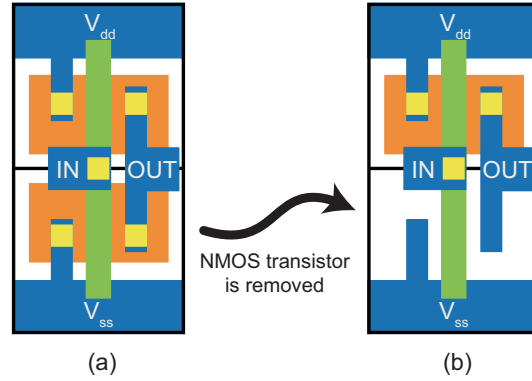 Vdd
Vdd
IN
OUT
IN
OUT
NMOS transistor
is removed
Vss
Vss
(a)
(b)